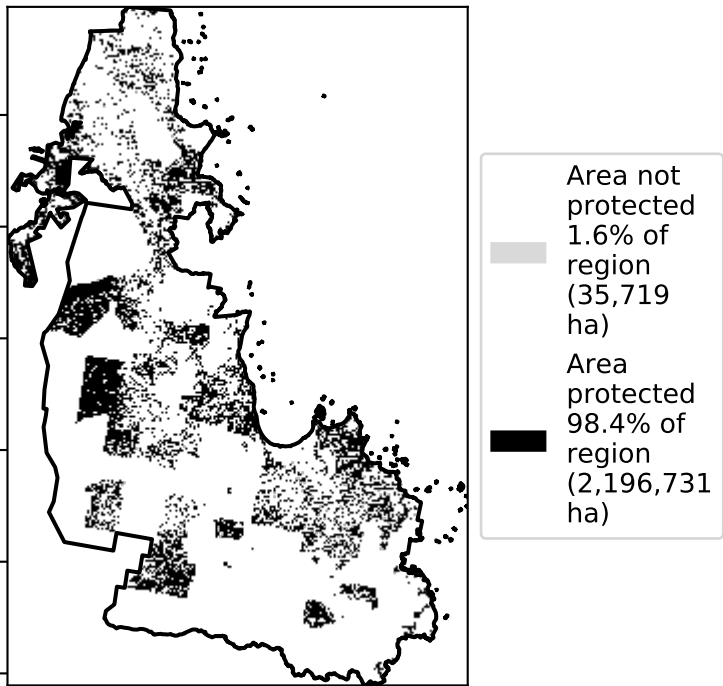 Area not
protected
1.6% of
region
(35,719
ha)
Area
protected
98.4% of
region
(2,196,731
ha)